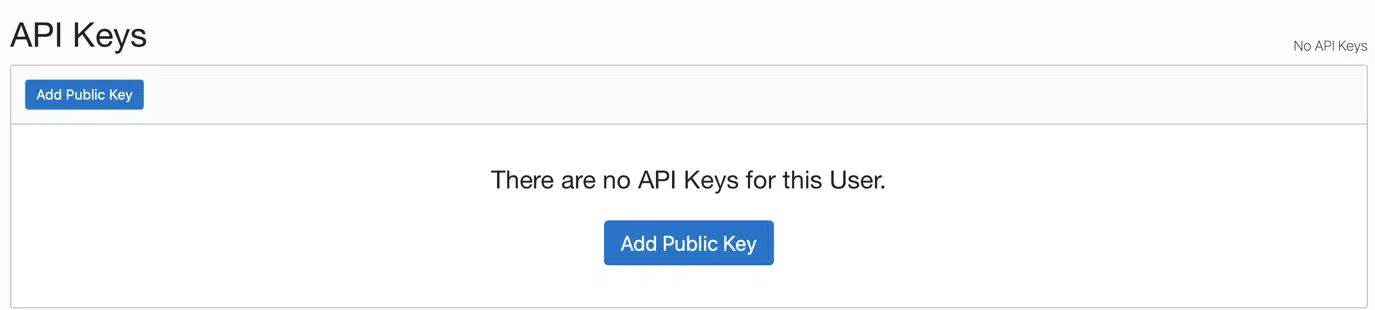 API Keys
No API Keys
Add Public Key
There are no API Keys for this User.
Add Public Key